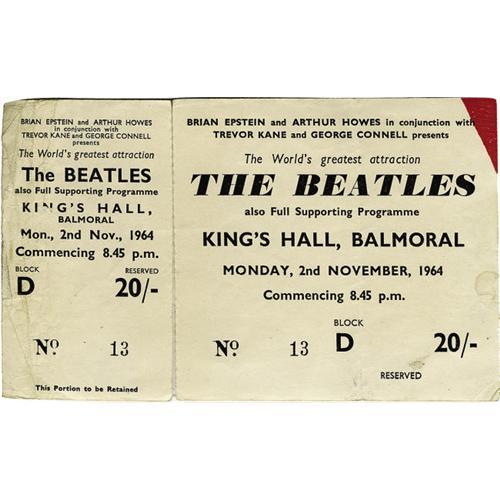 BRIAN EPSTEIN and ARTHUR HOWES
in conjunction with
TREVOR KANE and GEORGE CONNELL
presents
The World's greatest attraction
The BEATLES
also Full Supporting Programme
KING'S HALL,
BALMORAL
Mon., 2nd Nov., 1964
Commencing 8.45 p.m.
BLOCK RESERVED
D 20/-
No. 13
This Portion to be Retained
BRIAN EPSTEIN and ARTHUR HOWES in conjunction with
TREVOR KANE and GEORGE CONNELL presents
The World's greatest attraction
THE BEATLES
also Full Supporting Programme
KING'S HALL, BALMORAL
MONDAY, 2nd NOVEMBER, 1964
Commencing 8.45 p.m.
BLOCK
No. 13 D 20/-
RESERVED